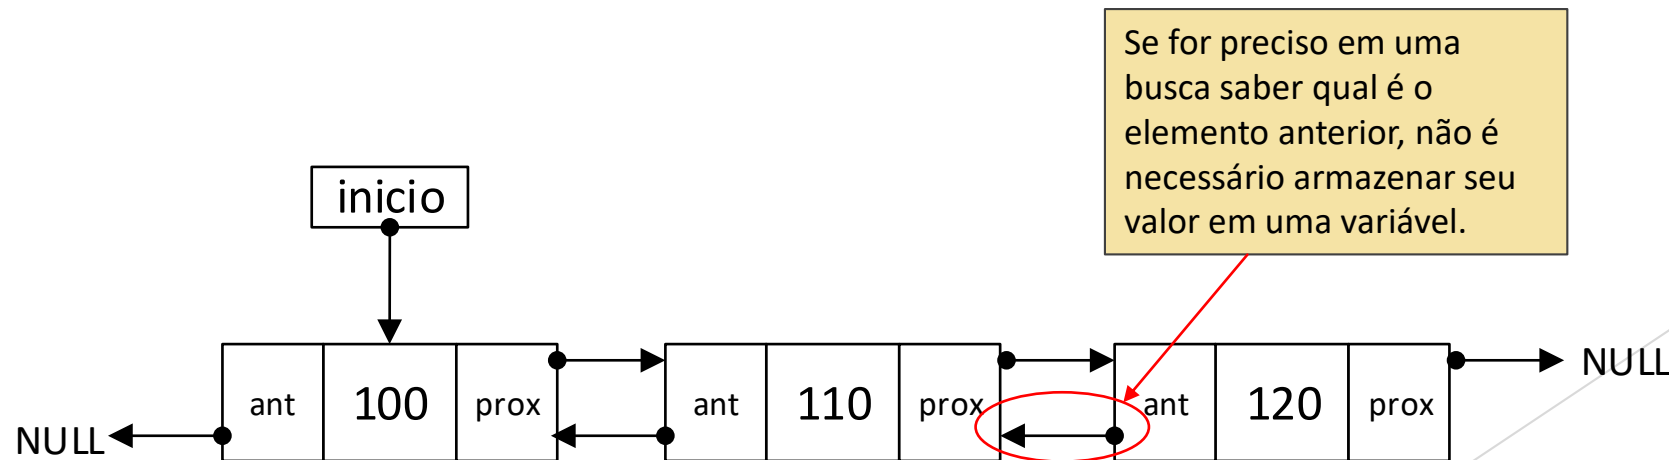 Se for preciso em uma
busca saber qual é o
elemento anterior, não é
necessário armazenar seu
valor em uma variável.
inicio
NULL
ant 100 prox
ant 110 prox
ant 120 prox
NULL